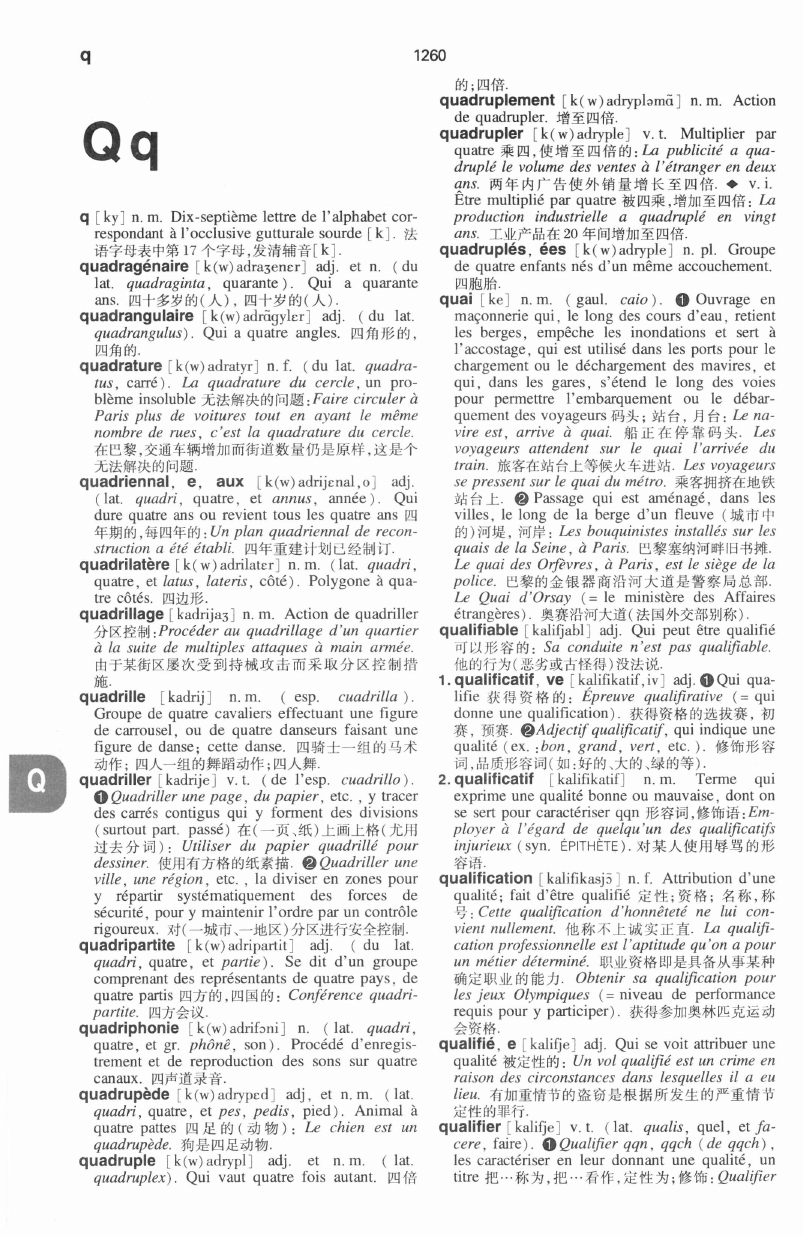 q
1260
Qq
q [ky] n. m. Dix-septième lettre de l'alphabet cor-
respondant à l'occlusive gutturale sourde [k]. 法
语字母表中第 17 个字母,发清辅音[k].
quadragénaire [k(w)adraʒenɛr] adj. et n. (du
lat. quadraginta, quarante). Qui a quarante
ans. 四十多岁的(人), 四十岁的(人).
quadrangulaire [k(w)adrɑ̃gylɛr] adj. (du lat.
quadrangulus). Qui a quatre angles. 四角形的,
四角的.
quadrature [k(w)adratyr] n. f. (du lat. quadra-
tus, carré). La quadrature du cercle, un pro-
blème insoluble 无法解决的问题:Faire circuler à
Paris plus de voitures tout en ayant le même
nombre de rues, c'est la quadrature du cercle.
在巴黎,交通车辆增加而街道数量仍是原样,这是个
无法解决的问题.
quadriennal, e, aux [k(w)adrijɛnal,o] adj.
(lat. quadri, quatre, et annus, année). Qui
dure quatre ans ou revient tous les quatre ans 四
年期的,每四年的:Un plan quadriennal de recon-
struction a été établi. 四年重建计划已经制订.
quadrilatère [k(w)adrilatɛr] n. m. (lat. quadri,
quatre, et latus, lateris, côté). Polygone à qua-
tre côtés. 四边形.
quadrillage [kadrijaʒ] n. m. Action de quadriller
分区控制:Procéder au quadrillage d'un quartier
à la suite de multiples attaques à main armée.
由于某街区屡次受到持械攻击而采取分区控制措
施.
quadrille [kadrij] n. m. (esp. cuadrilla).
Groupe de quatre cavaliers effectuant une figure
de carrousel, ou de quatre danseurs faisant une
figure de danse; cette danse. 四骑士一组的马术
动作; 四人一组的舞蹈动作;四人舞.
quadriller [kadrije] v. t. (de l'esp. cuadrillo).
❶Quadriller une page, du papier, etc., y tracer
des carrés contigus qui y forment des divisions
(surtout part. passé) 在(一页、纸)上画上格(尤用
过去分词): Utiliser du papier quadrillé pour
dessiner. 使用有方格的纸素描. ❷Quadriller une
ville, une région, etc., la diviser en zones pour
y répartir systématiquement des forces de
sécurité, pour y maintenir l'ordre par un contrôle
rigoureux. 对(一城市、一地区)分区进行安全控制.
quadripartite [k(w)adripartit] adj. (du lat.
quadri, quatre, et partie). Se dit d'un groupe
comprenant des représentants de quatre pays, de
quatre partis 四方的,四国的: Conférence quadri-
partite. 四方会议.
quadriphonie [k(w)adrifɔni] n. (lat. quadri,
quatre, et gr. phônê, son). Procédé d'enregis-
trement et de reproduction des sons sur quatre
canaux. 四声道录音.
quadrupède [k(w)adrypɛd] adj, et n. m. (lat.
quadri, quatre, et pes, pedis, pied). Animal à
quatre pattes 四足的(动物): Le chien est un
quadrupède. 狗是四足动物.
quadruple [k(w)adrypl] adj. et n. m. (lat.
quadruplex). Qui vaut quatre fois autant. 四倍
的;四倍.
quadruplement [k(w)adrypləmɑ̃] n. m. Action
de quadrupler. 增至四倍.
quadrupler [k(w)adryple] v. t. Multiplier par
quatre 乘四,使增至四倍的: La publicité a qua-
druplé le volume des ventes à l'étranger en deux
ans. 两年内广告使外销量增长至四倍. ◆ v. i.
Être multiplié par quatre 被四乘,增加至四倍: La
production industrielle a quadruplé en vingt
ans. 工业产品在 20 年间增加至四倍.
quadruplés, ées [k(w)adryple] n. pl. Groupe
de quatre enfants nés d'un même accouchement.
四胞胎.
quai [ke] n. m. (gaul. caio). ❶ Ouvrage en
maçonnerie qui, le long des cours d'eau, retient
les berges, empêche les inondations et sert à
l'accostage, qui est utilisé dans les ports pour le
chargement ou le déchargement des mavires, et
qui, dans les gares, s'étend le long des voies
pour permettre l'embarquement ou le débar-
quement des voyageurs 码头; 站台, 月台: Le na-
vire est, arrive à quai. 船正在停靠码头. Les
voyageurs attendent sur le quai l'arrivée du
train. 旅客在站台上等候火车进站. Les voyageurs
se pressent sur le quai du métro. 乘客拥挤在地铁
站台上. ❷ Passage qui est aménagé, dans les
villes, le long de la berge d'un fleuve (城市中
的)河堤, 河岸: Les bouquinistes installés sur les
quais de la Seine, à Paris. 巴黎塞纳河畔旧书摊.
Le quai des Orfèvres, à Paris, est le siège de la
police. 巴黎的金银器商沿河大道是警察局总部.
Le Quai d'Orsay (= le ministère des Affaires
étrangères). 奥赛沿河大道(法国外交部别称).
qualifiable [kalifjabl] adj. Qui peut être qualifié
可以形容的: Sa conduite n'est pas qualifiable.
他的行为(恶劣或古怪得)没法说.
1. qualificatif, ve [kalifikatif,iv] adj. ❶Qui qua-
lifie 获得资格的: Épreuve qualifirative (= qui
donne une qualification). 获得资格的选拔赛, 初
赛, 预赛. ❷Adjectif qualificatif, qui indique une
qualité (ex.:bon, grand, vert, etc.). 修饰形容
词,品质形容词(如:好的、大的、绿的等).
2. qualificatif [kalifikatif] n. m. Terme qui
exprime une qualité bonne ou mauvaise, dont on
se sert pour caractériser qqn 形容词,修饰语:Em-
ployer à l'égard de quelqu'un des qualificatifs
injurieux (syn. ÉPITHÈTE). 对某人使用辱骂的形
容语.
qualification [kalifikasjɔ̃] n. f. Attribution d'une
qualité; fait d'être qualifié 定性;资格; 名称,称
号: Cette qualification d'honnêteté ne lui con-
vient nullement. 他称不上诚实正直. La qualifi-
cation professionnelle est l'aptitude qu'on a pour
un métier déterminé. 职业资格即是具备从事某种
确定职业的能力. Obtenir sa qualification pour
les jeux Olympiques (= niveau de performance
requis pour y participer). 获得参加奥林匹克运动
会资格.
qualifié, e [kalifje] adj. Qui se voit attribuer une
qualité 被定性的: Un vol qualifié est un crime en
raison des circonstances dans lesquelles il a eu
lieu. 有加重情节的盗窃是根据所发生的严重情节
定性的罪行.
qualifier [kalifje] v. t. (lat. qualis, quel, et fa-
cere, faire). ❶Qualifier qqn, qqch (de qqch),
les caractériser en leur donnant une qualité, un
titre 把…称为,把…看作,定性为;修饰: Qualifier
Q